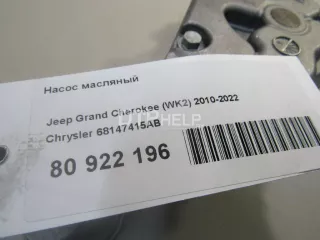 Насос масляный
Jeep Grand Cherokee (WK2) 2010-2022
Chrysler 68147415AB
80 922 196